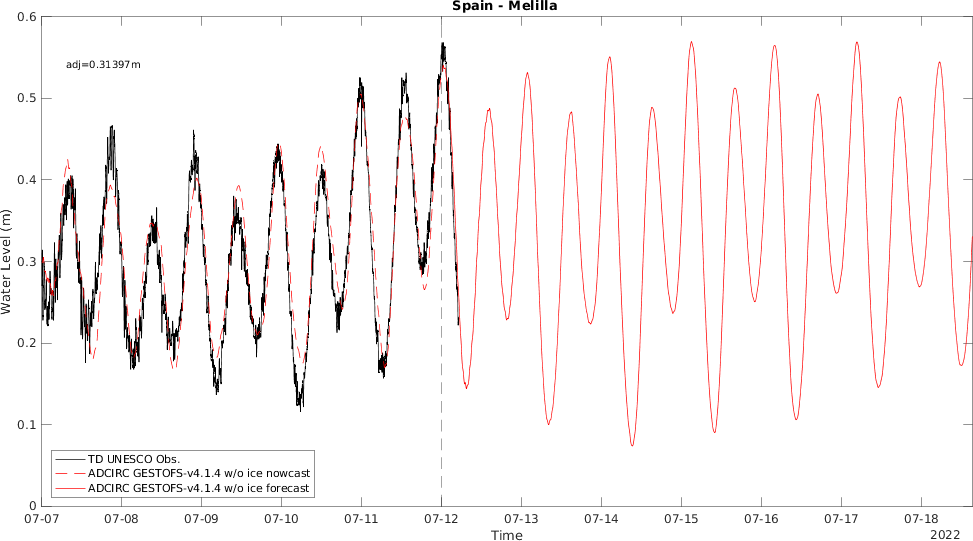 Spain - Melilla
adj=0.31397m
Water Level (m)
0.6
0.5
0.4
0.3
0.2
0.1
0
TD UNESCO Obs.
ADCIRC GESTOFS-v4.1.4 w/o ice nowcast
ADCIRC GESTOFS-v4.1.4 w/o ice forecast
07-07 07-08 07-09 07-10 07-11 07-12 07-13 07-14 07-15 07-16 07-17 07-18
Time
2022